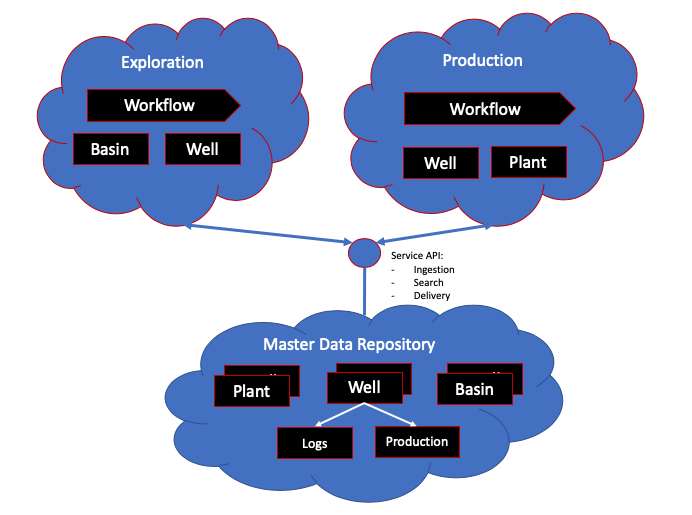 Exploration
Workflow
Basin
Well
Production
Workflow
Well
Plant
Service API:
- Ingestion
- Search
- Delivery
Master Data Repository
Plant
Well
Basin
Logs
Production